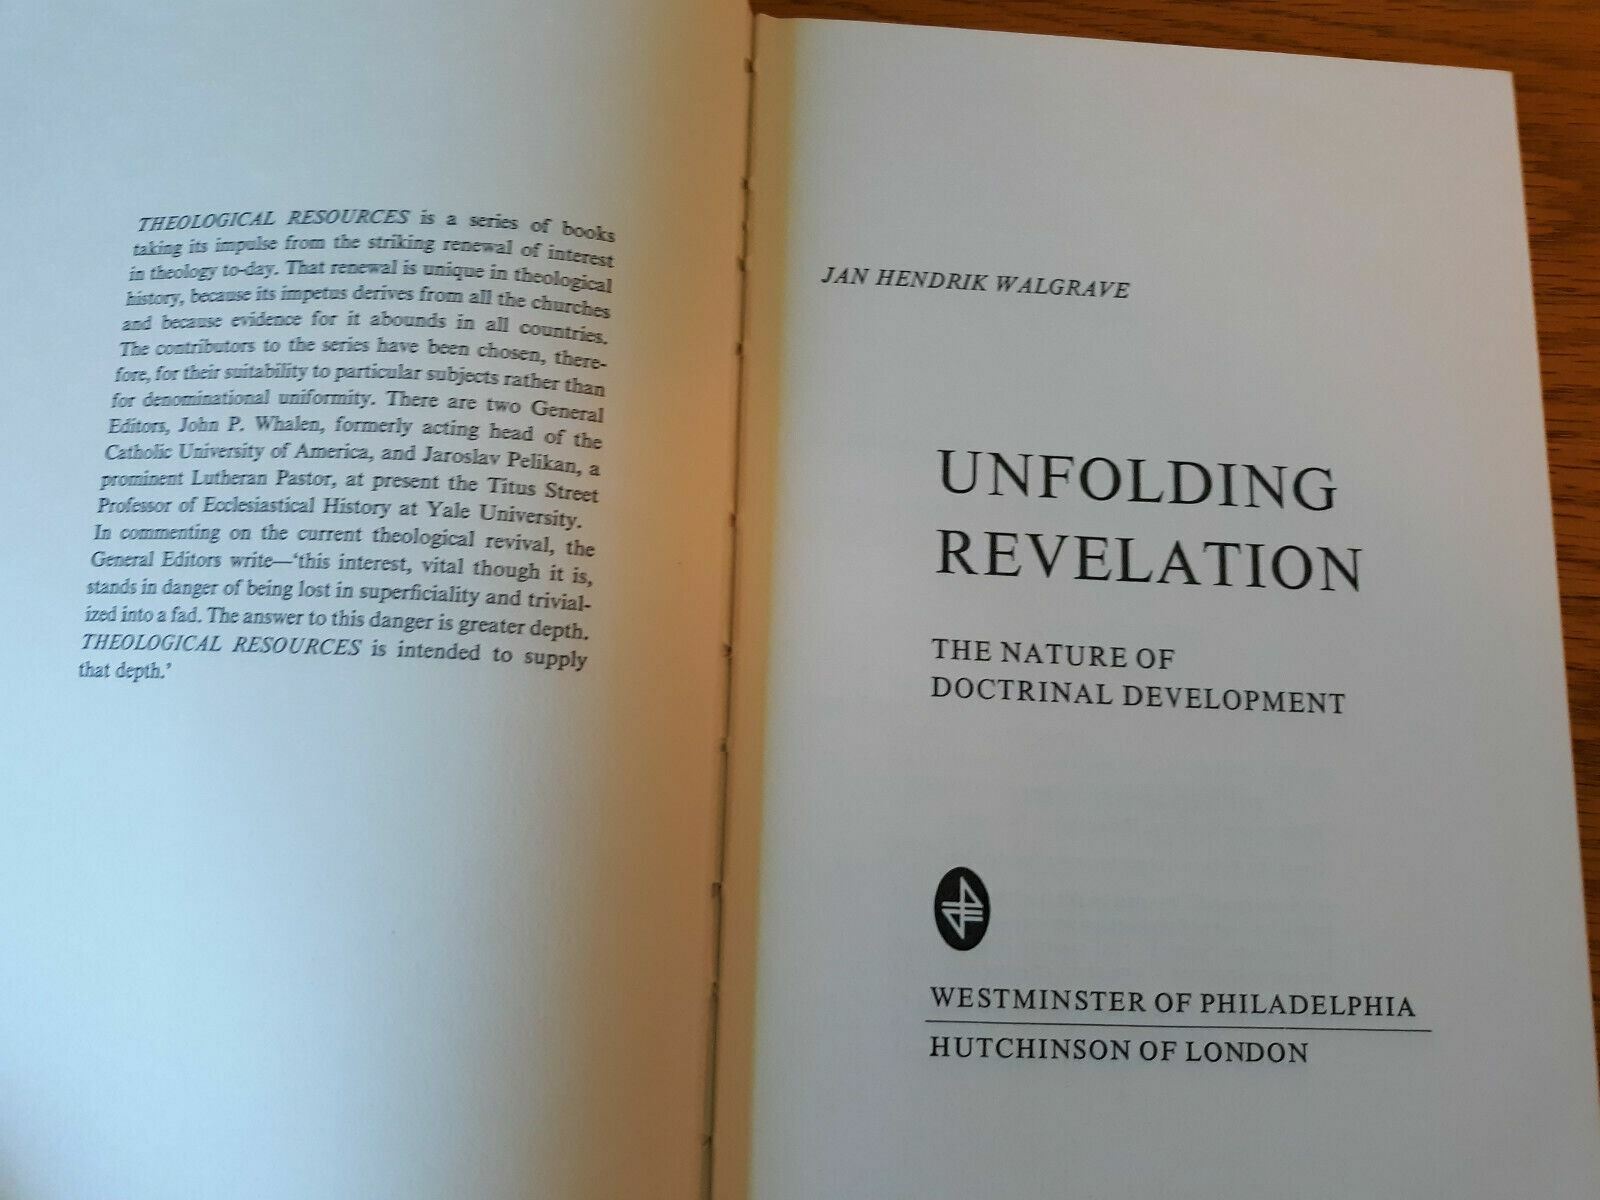 THEOLOGICAL RESOURCES is a series of books
taking its impulse from the striking renewal of interest
in theology to-day. That renewal is unique in theological
history, because its impetus derives from all the churches
and because evidence for it abounds in all countries.
The contributors to the series have been chosen, there-
fore, for their suitability to particular subjects rather than
for denominational uniformity. There are two General
Editors, John P. Whalen, formerly acting head of the
Catholic University of America, and Jaroslav Pelikan, a
prominent Lutheran Pastor, at present the Titus Street
Professor of Ecclesiastical History at Yale University.
In commenting on the current theological revival, the
General Editors write—'this interest, vital though it is,
stands in danger of being lost in superficiality and trivial-
ized into a fad. The answer to this danger is greater depth.
THEOLOGICAL RESOURCES is intended to supply
that depth.'
JAN HENDRIK WALGRAVE
UNFOLDING
REVELATION
THE NATURE OF
DOCTRINAL DEVELOPMENT
WESTMINSTER OF PHILADELPHIA
HUTCHINSON OF LONDON